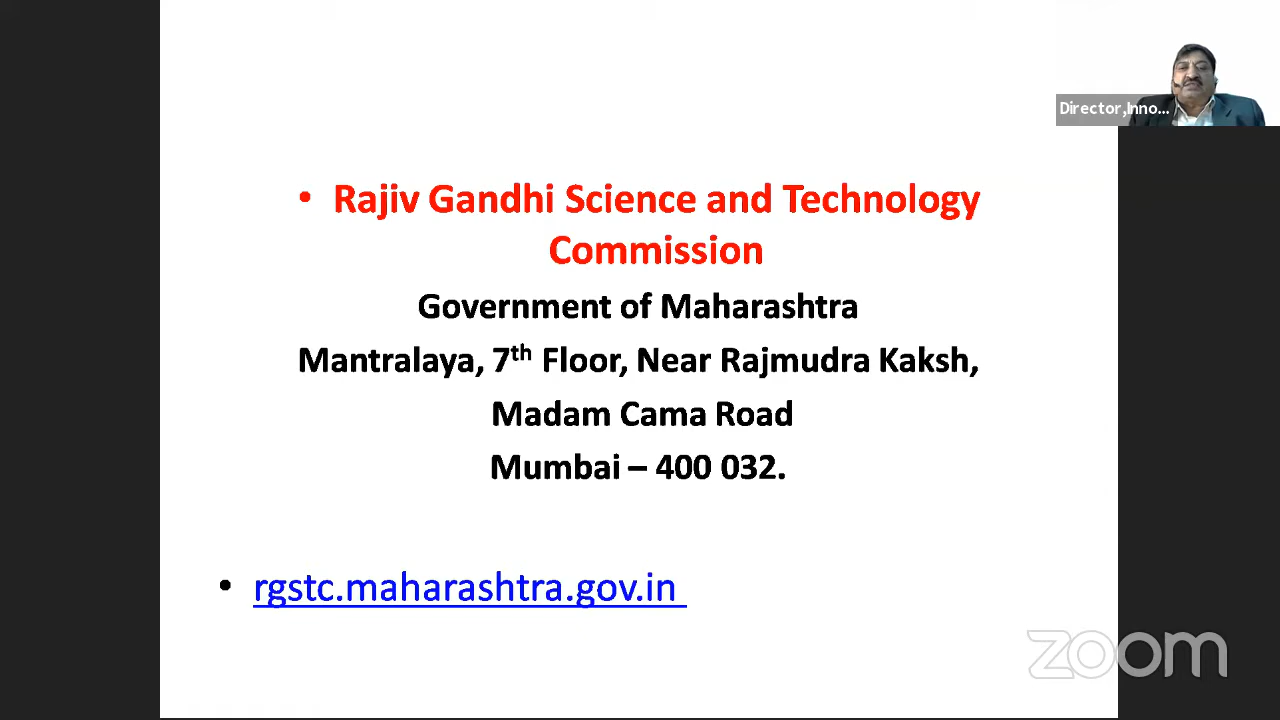 Director,Inno...
• Rajiv Gandhi Science and Technology
Commission
Government of Maharashtra
Mantralaya, 7th Floor, Near Rajmudra Kaksh,
Madam Cama Road
Mumbai – 400 032.
• rgstc.maharashtra.gov.in
zoom